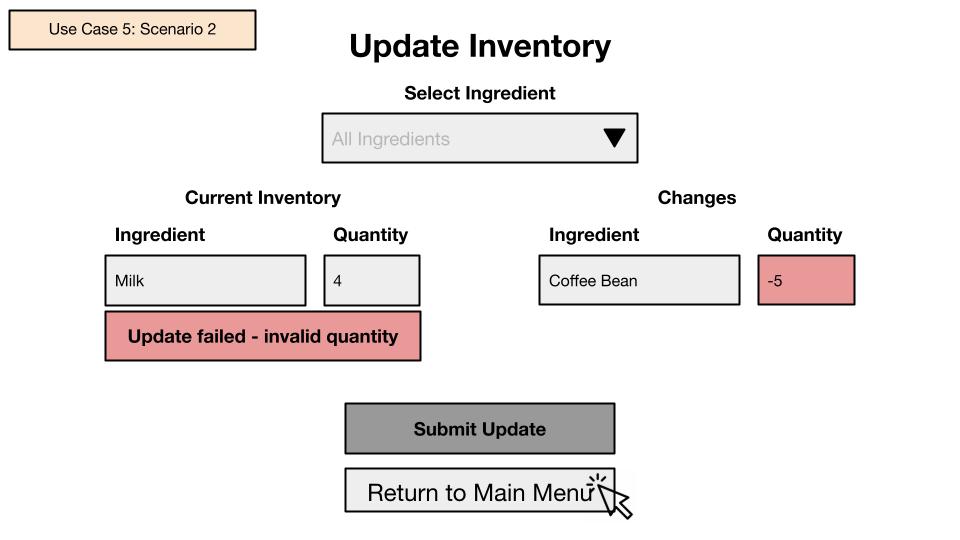 Use Case 5: Scenario 2
Update Inventory
Select Ingredient
All Ingredients
Current Inventory
Changes
Ingredient
Quantity
Ingredient
Quantity
Milk
4
Coffee Bean
-5
Update failed - invalid quantity
Submit Update
Return to Main Menu